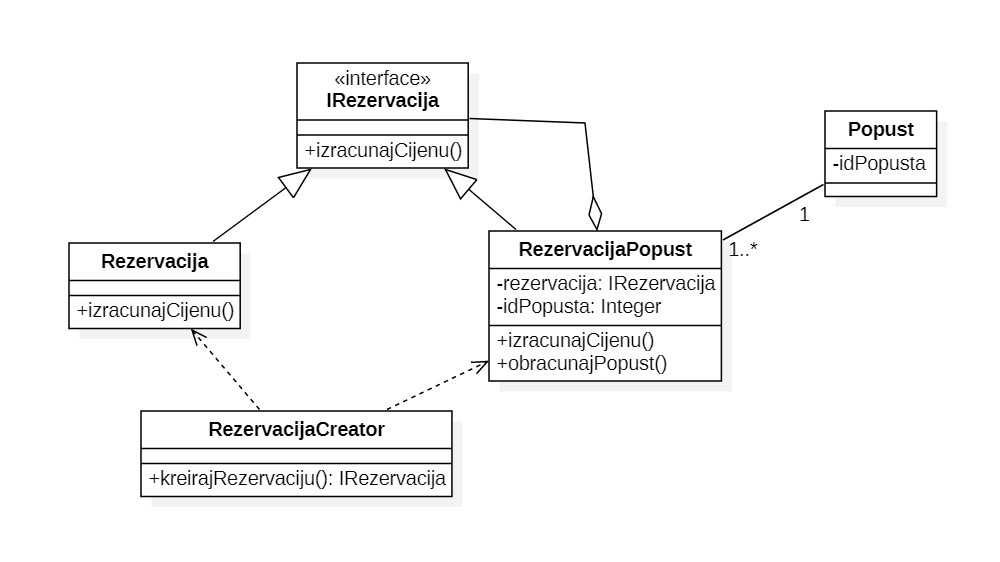 «interface»
IRezervacija
+izracunajCijenu()
Popust
-idPopusta
1
1..*
Rezervacija
+izracunajCijenu()
RezervacijaPopust
-rezervacija: IRezervacija
-idPopusta: Integer
+izracunajCijenu()
+obracunajPopust()
RezervacijaCreator
+kreirajRezervaciju(): IRezervacija